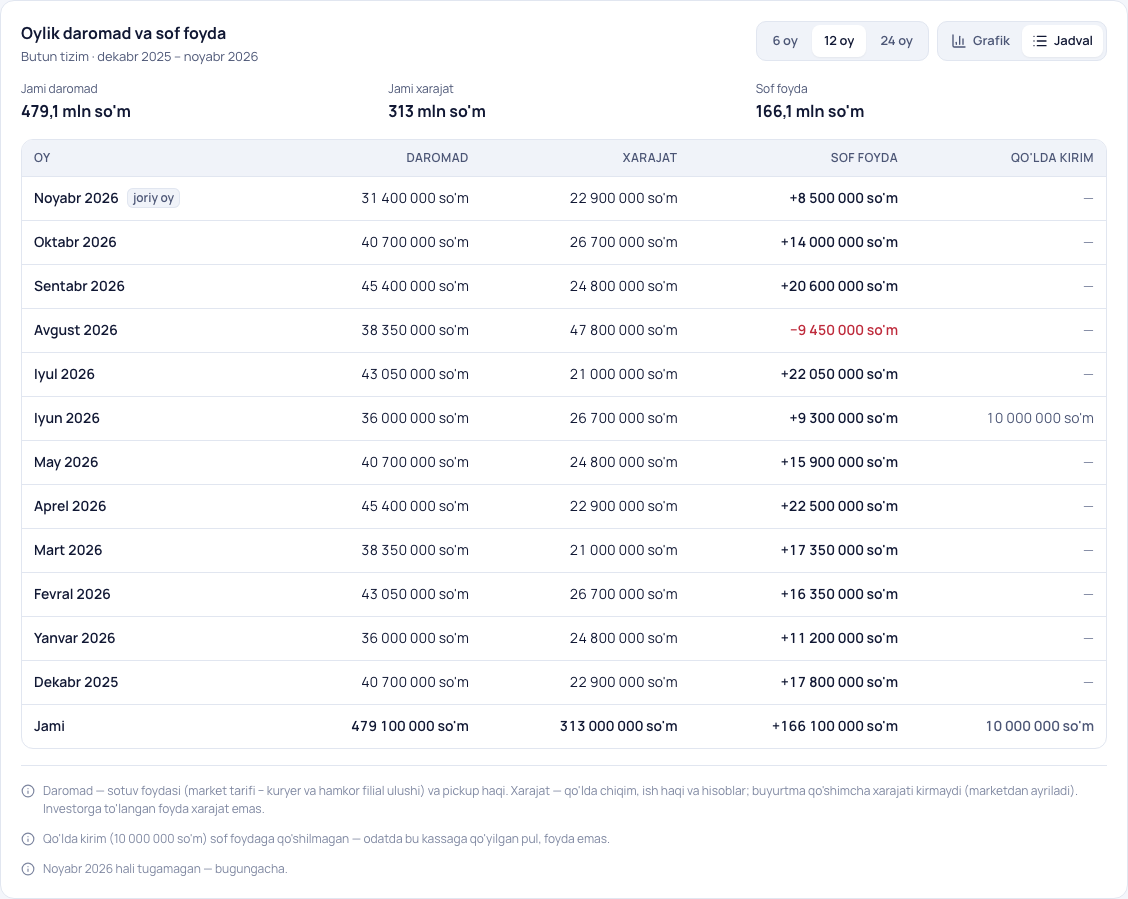 Oylik daromad va sof foyda
Butun tizim · dekabr 2025 – noyabr 2026
6 oy 12 oy 24 oy Grafik Jadval
Jami daromad Jami xarajat Sof foyda
479,1 mln so'm 313 mln so'm 166,1 mln so'm
OY DAROMAD XARAJAT SOF FOYDA QO'LDA KIRIM
Noyabr 2026 joriy oy 31 400 000 so'm 22 900 000 so'm +8 500 000 so'm —
Oktabr 2026 40 700 000 so'm 26 700 000 so'm +14 000 000 so'm —
Sentabr 2026 45 400 000 so'm 24 800 000 so'm +20 600 000 so'm —
Avgust 2026 38 350 000 so'm 47 800 000 so'm −9 450 000 so'm —
Iyul 2026 43 050 000 so'm 21 000 000 so'm +22 050 000 so'm —
Iyun 2026 36 000 000 so'm 26 700 000 so'm +9 300 000 so'm 10 000 000 so'm
May 2026 40 700 000 so'm 24 800 000 so'm +15 900 000 so'm —
Aprel 2026 45 400 000 so'm 22 900 000 so'm +22 500 000 so'm —
Mart 2026 38 350 000 so'm 21 000 000 so'm +17 350 000 so'm —
Fevral 2026 43 050 000 so'm 26 700 000 so'm +16 350 000 so'm —
Yanvar 2026 36 000 000 so'm 24 800 000 so'm +11 200 000 so'm —
Dekabr 2025 40 700 000 so'm 22 900 000 so'm +17 800 000 so'm —
Jami 479 100 000 so'm 313 000 000 so'm +166 100 000 so'm 10 000 000 so'm
Daromad — sotuv foydasi (market tarifi − kuryer va hamkor filial ulushi) va pickup haqi. Xarajat — qo'lda chiqim, ish haqi va hisoblar; buyurtma qo'shimcha xarajati kirmaydi (marketdan ayriladi).
Investorga to'langan foyda xarajat emas.
Qo'lda kirim (10 000 000 so'm) sof foydaga qo'shilmagan — odatda bu kassaga qo'yilgan pul, foyda emas.
Noyabr 2026 hali tugamagan — bugungacha.